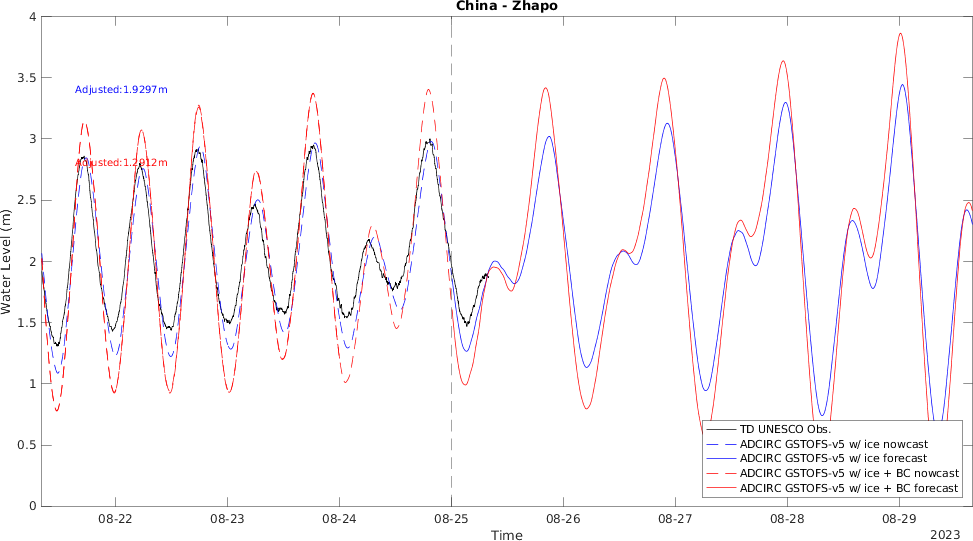 China - Zhapo
4
3.5
3
2.5
2
1.5
1
0.5
0
Water Level (m)
Adjusted:1.9297m
Adjusted:1.2912m
TD UNESCO Obs.
ADCIRC GSTOFS-v5 w/ ice nowcast
ADCIRC GSTOFS-v5 w/ ice forecast
ADCIRC GSTOFS-v5 w/ ice + BC nowcast
ADCIRC GSTOFS-v5 w/ ice + BC forecast
08-22 08-23 08-24 08-25 08-26 08-27 08-28 08-29
Time
2023